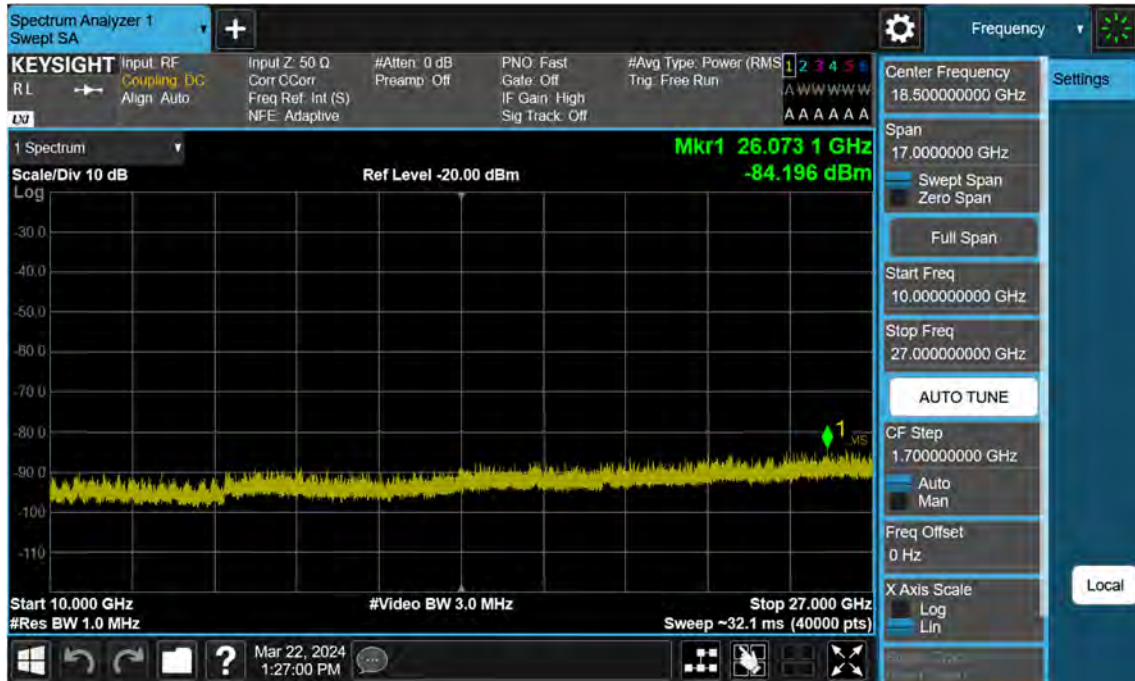 Spectrum Analyzer 1
Swept SA
+
Frequency
KEYSIGHT
RL
LXI
Input: RF
Coupling: DC
Align: Auto
Input Z: 50 Ω
Corr CCorr
Freq Ref: Int (S)
NFE: Adaptive
#Atten: 0 dB
Preamp: Off
PNO: Fast
Gate: Off
IF Gain: High
Sig Track: Off
#Avg Type: Power (RMS
Trig: Free Run
1 2 3 4 5 6
A W W W W W
A A A A A A
1 Spectrum
Mkr1 26.073 1 GHz
Scale/Div 10 dB
Ref Level -20.00 dBm
-84.196 dBm
Log
-30.0
-40.0
-50.0
-60.0
-70.0
-80.0
-90.0
-100
-110
1
Start 10.000 GHz
#Video BW 3.0 MHz
Stop 27.000 GHz
#Res BW 1.0 MHz
Sweep ~32.1 ms (40000 pts)
?
Mar 22, 2024
1:27:00 PM
Center Frequency
18.500000000 GHz
Span
17.0000000 GHz
Swept Span
Zero Span
Full Span
Start Freq
10.000000000 GHz
Stop Freq
27.000000000 GHz
AUTO TUNE
CF Step
1.700000000 GHz
Auto
Man
Freq Offset
0 Hz
X Axis Scale
Log
Lin
Settings
Local